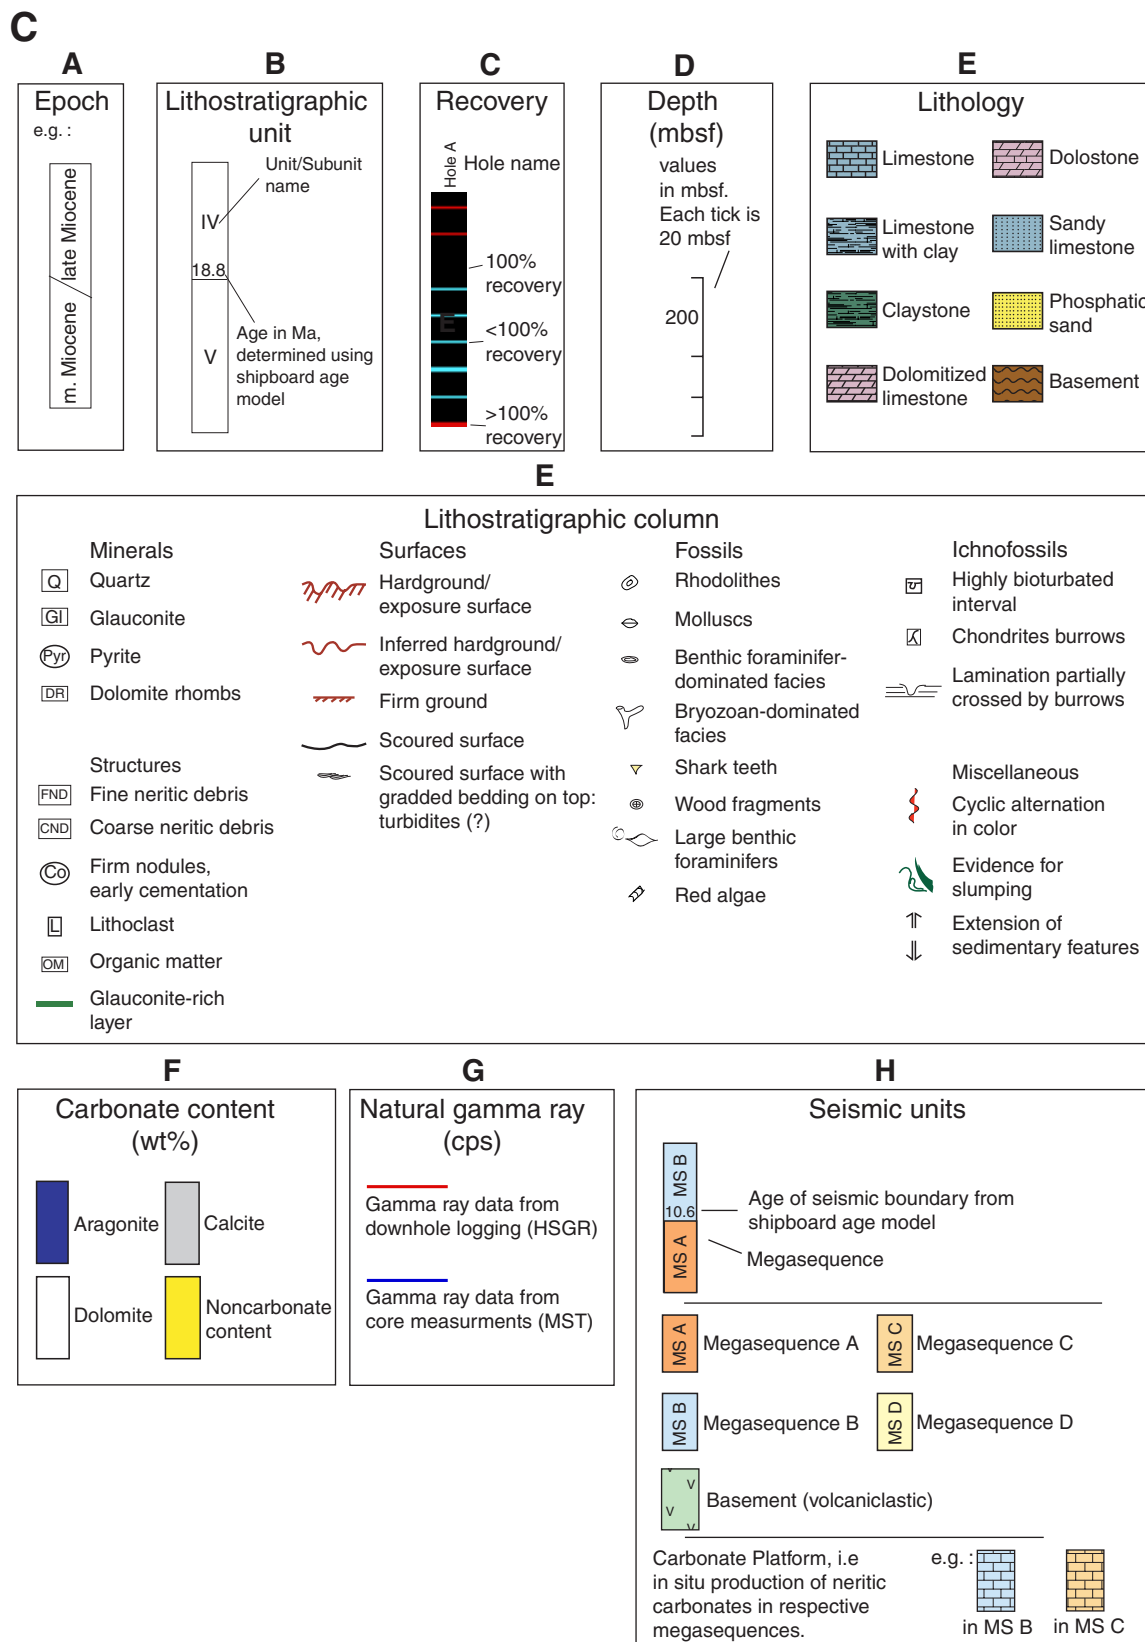 C
A
Epoch
e.g. :
late Miocene
m. Miocene
B
Lithostratigraphic
unit
Unit/Subunit
name
IV
18.8
V
Age in Ma,
determined using
shipboard age
model
C
Recovery
Hole A
Hole name
100%
recovery
E
<100%
recovery
>100%
recovery
D
Depth
(mbsf)
values
in mbsf.
Each tick is
20 mbsf
200
E
Lithology
Limestone
Dolostone
Limestone
with clay
Sandy
limestone
Claystone
Phosphatic
sand
Dolomitized
limestone
Basement
E
Lithostratigraphic column
Minerals
Q
Quartz
Gl
Glauconite
Pyr
Pyrite
DR
Dolomite rhombs
Structures
FND
Fine neritic debris
CND
Coarse neritic debris
Co
Firm nodules,
early cementation
L
Lithoclast
OM
Organic matter
Glauconite-rich
layer
Surfaces
Hardground/
exposure surface
Inferred hardground/
exposure surface
Firm ground
Scoured surface
Scoured surface with
gradded bedding on top:
turbidites (?)
Fossils
Rhodolithes
Molluscs
Benthic foraminifer-
dominated facies
Bryozoan-dominated
facies
Shark teeth
Wood fragments
Large benthic
foraminifers
Red algae
Ichnofossils
Highly bioturbated
interval
Chondrites burrows
Lamination partially
crossed by burrows
Miscellaneous
Cyclic alternation
in color
Evidence for
slumping
Extension of
sedimentary features
F
Carbonate content
(wt%)
Aragonite
Calcite
Dolomite
Noncarbonate
content
G
Natural gamma ray
(cps)
Gamma ray data from
downhole logging (HSGR)
Gamma ray data from
core measurments (MST)
H
Seismic units
MS B
10.6
MS A
Age of seismic boundary from
shipboard age model
Megasequence
MS A
Megasequence A
MS C
Megasequence C
MS B
Megasequence B
MS D
Megasequence D
v
v
v
Basement (volcaniclastic)
Carbonate Platform, i.e
in situ production of neritic
carbonates in respective
megasequences.
e.g. :
in MS B
in MS C